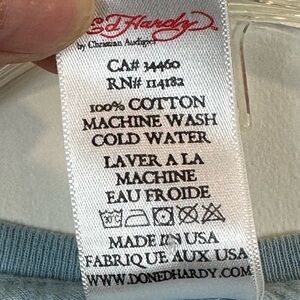 Ed Hardy
by Christian Audigier
CA# 34460
RN# 114182
100% COTTON
MACHINE WASH
COLD WATER
LAVER A LA
MACHINE
EAU FROIDE
MADE IN USA
FABRIQUE AUX USA
WWW.DONEDHARDY.COM